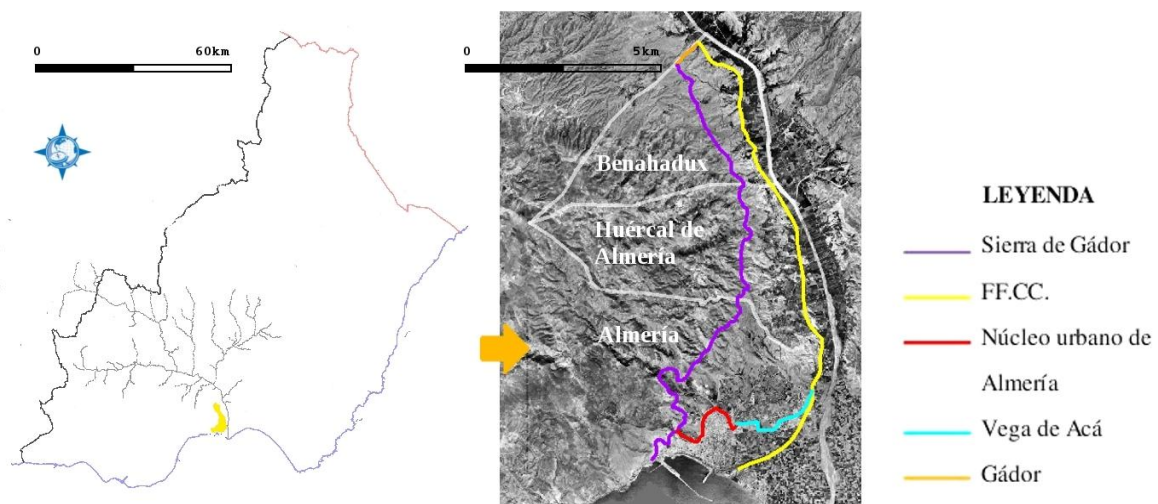 0 60km
0 5km
Benahadux
Huércal de
Almería
Almería
LEYENDA
Sierra de Gádor
FF.CC.
Núcleo urbano de
Almería
Vega de Acá
Gádor